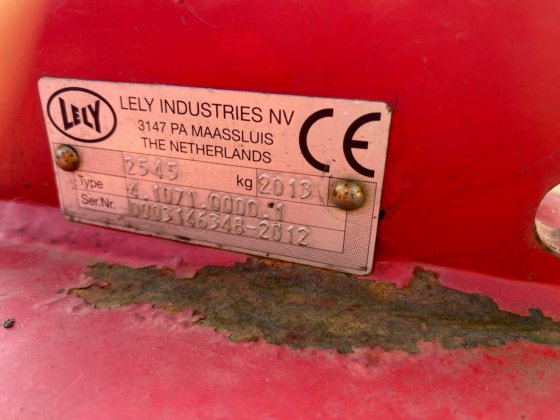 LELY
LELY INDUSTRIES NV
3147 PA MAASSLUIS
THE NETHERLANDS
CE
2545 kg 2013
Type 4.1071.0000.1
Ser.Nr. 0003146348-2012